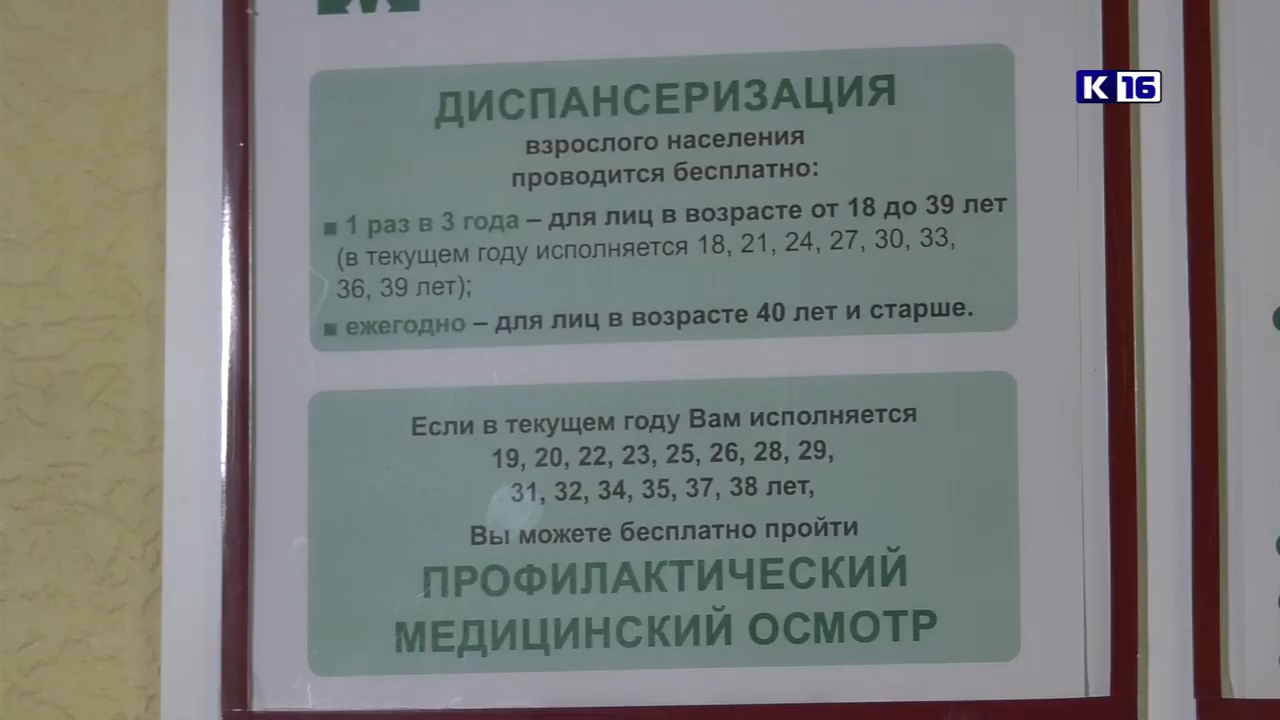 К 16
ДИСПАНСЕРИЗАЦИЯ
взрослого населения
проводится бесплатно:
■ 1 раз в 3 года – для лиц в возрасте от 18 до 39 лет
(в текущем году исполняется 18, 21, 24, 27, 30, 33,
36, 39 лет);
■ ежегодно – для лиц в возрасте 40 лет и старше.
Если в текущем году Вам исполняется
19, 20, 22, 23, 25, 26, 28, 29,
31, 32, 34, 35, 37, 38 лет,
Вы можете бесплатно пройти
ПРОФИЛАКТИЧЕСКИЙ
МЕДИЦИНСКИЙ ОСМОТР